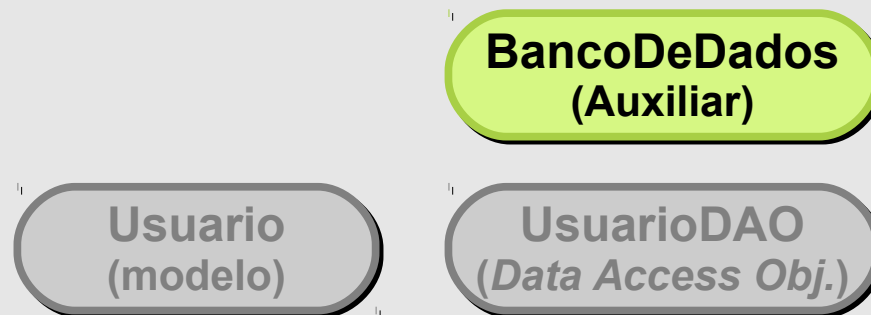 BancoDeDados
(Auxiliar)
Usuario
(modelo)
UsuarioDAO
(Data Access Obj.)